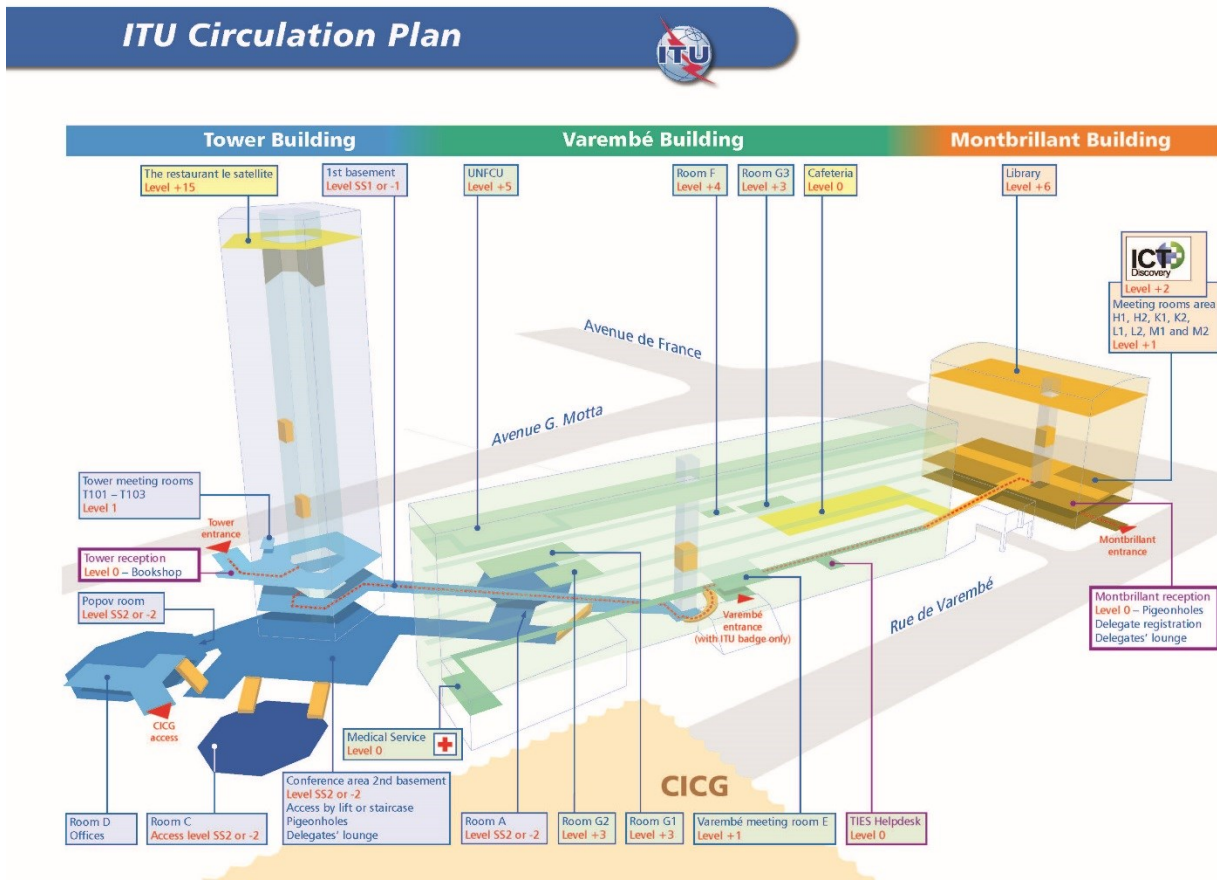 ITU Circulation Plan
ITU
Tower Building
Varembé Building
Montbrillant Building
The restaurant le satellite
Level +15
1st basement
Level SS1 or -1
UNFCU
Level +5
Room F
Level +4
Room G3
Level +3
Cafeteria
Level 0
Library
Level +6
ICT
Discovery
Level +2
Meeting rooms area
H1, H2, K1, K2,
L1, L2, M1 and M2
Level +1
Avenue de France
Avenue G. Motta
Tower meeting rooms
T101 – T103
Level 1
Tower
entrance
Tower reception
Level 0 – Bookshop
Popov room
Level SS2 or -2
Montbrillant
entrance
Varembé
entrance
(with ITU badge only)
Rue de Varembé
Montbrillant reception
Level 0 – Pigeonholes
Delegate registration
Delegates' lounge
CICG
access
Medical Service
Level 0
CICG
Room D
Offices
Room C
Access level SS2 or -2
Conference area 2nd basement
Level SS2 or -2
Access by lift or staircase
Pigeonholes
Delegates' lounge
Room A
Level SS2 or -2
Room G2
Level +3
Room G1
Level +3
Varembé meeting room E
Level +1
TIES Helpdesk
Level 0